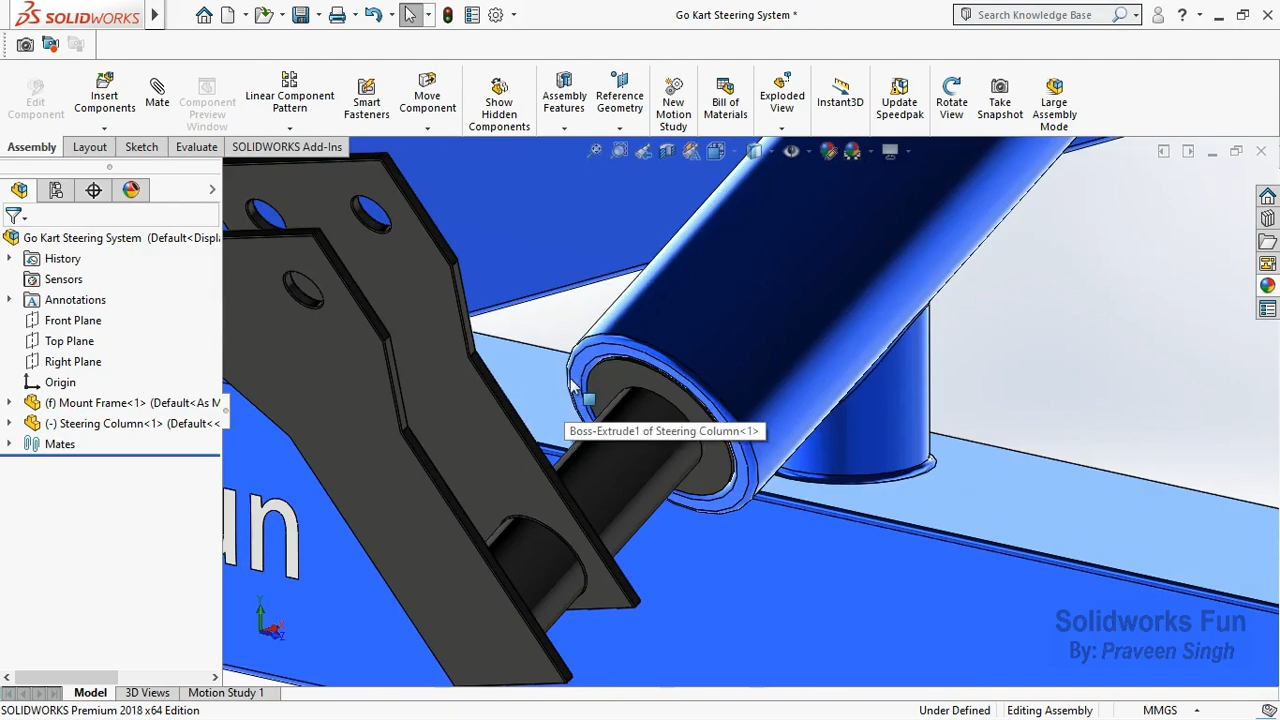 SOLIDWORKS
Go Kart Steering System *
Search Knowledge Base
?
Edit Component
Insert Components
Mate
Component Preview Window
Linear Component Pattern
Smart Fasteners
Move Component
Show Hidden Components
Assembly Features
Reference Geometry
New Motion Study
Bill of Materials
Exploded View
Instant3D
Update Speedpak
Rotate View
Take Snapshot
Large Assembly Mode
Assembly
Layout
Sketch
Evaluate
SOLIDWORKS Add-Ins
Go Kart Steering System (Default<Displ
History
Sensors
Annotations
Front Plane
Top Plane
Right Plane
Origin
(f) Mount Frame<1> (Default<As M
(-) Steering Column<1> (Default<<
Mates
Boss-Extrude1 of Steering Column<1>
un
Y
Solidworks Fun
By: Praveen Singh
Model
3D Views
Motion Study 1
SOLIDWORKS Premium 2018 x64 Edition
Under Defined
Editing Assembly
MMGS